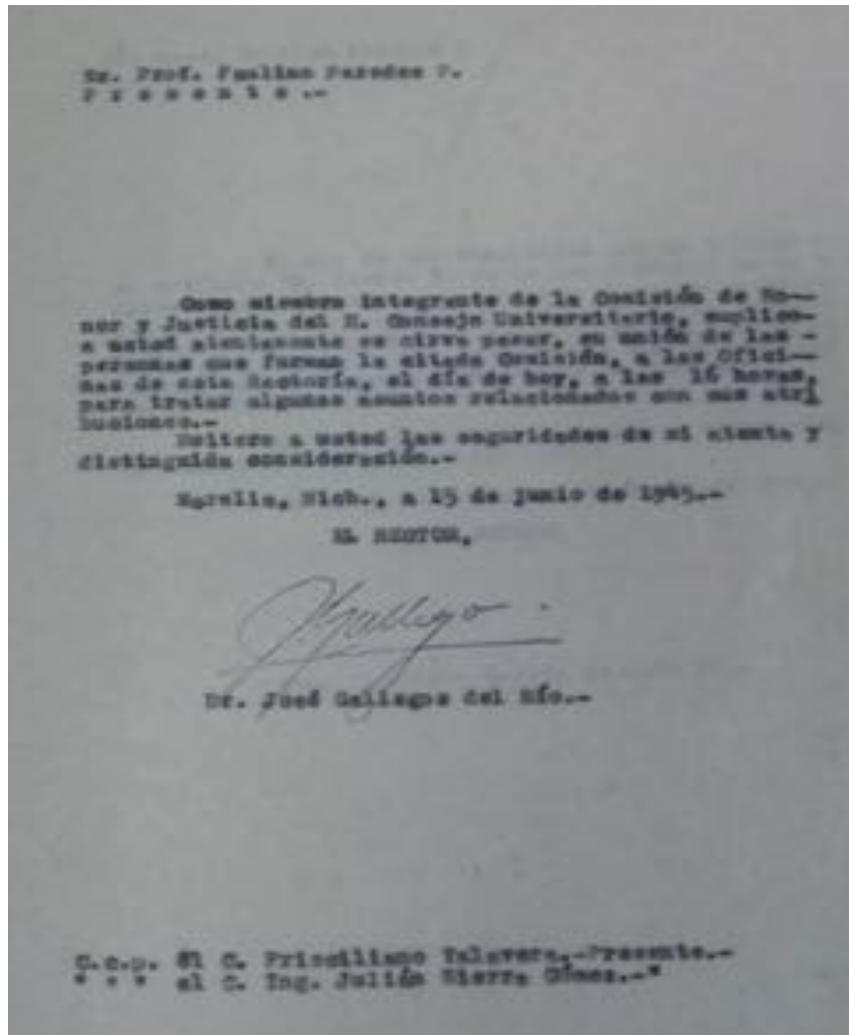 Sr. Prof. Paulino Paredes P.
P r e s e n t e .-
Como miembro integrante de la Comisión de Ho--
nor y Justicia del H. Consejo Universitario, suplico-
a usted atentamente se sirva pasar, en unión de las -
personas que forman la citada Comisión, a las Ofici--
nas de esta Rectoría, el día de hoy, a las 16 horas,
para tratar algunos asuntos relacionados con sus atri
buciones.-
Reitero a usted las seguridades de mi atenta y
distinguida consideración.-
Morelia, Mich., a 15 de junio de 1945.-
EL RECTOR,
JGallego
Dr. José Gallegos del Río.-
C.c.p. el C. Prisciliano Talavera.-Presente.-
" " " al C. Ing. Julián Sierra Gómez.-"